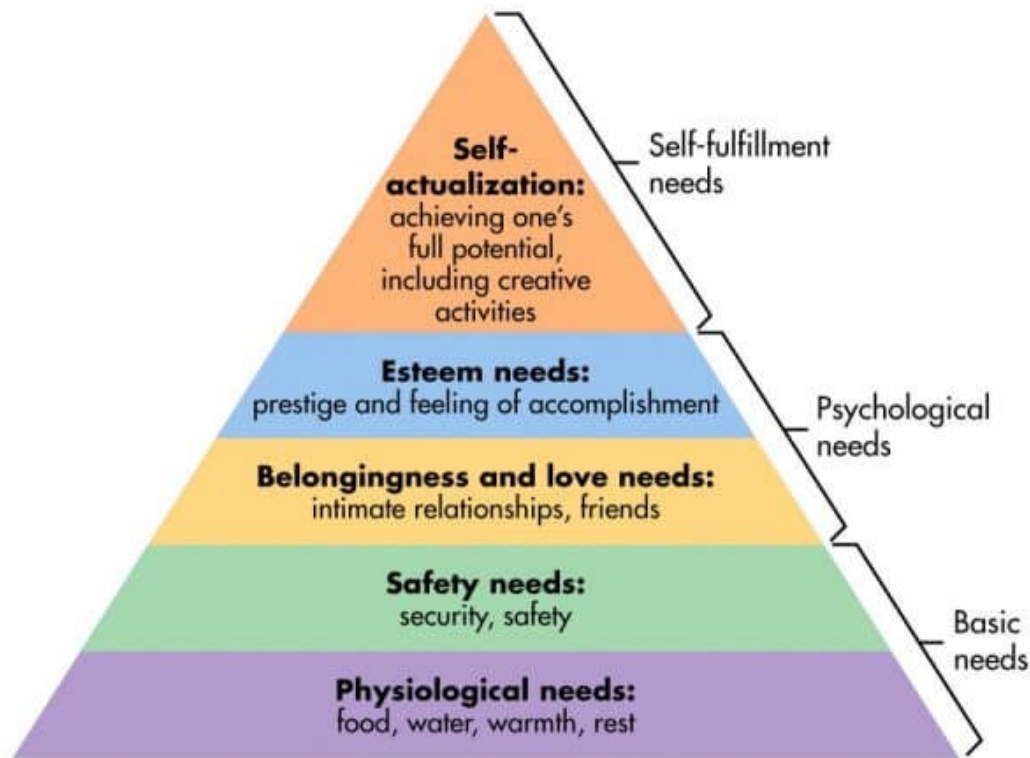 Self-
actualization:
achieving one's
full potential,
including creative
activities
Self-fulfillment
needs
Esteem needs:
prestige and feeling of accomplishment
Belongingness and love needs:
intimate relationships, friends
Psychological
needs
Safety needs:
security, safety
Physiological needs:
food, water, warmth, rest
Basic
needs